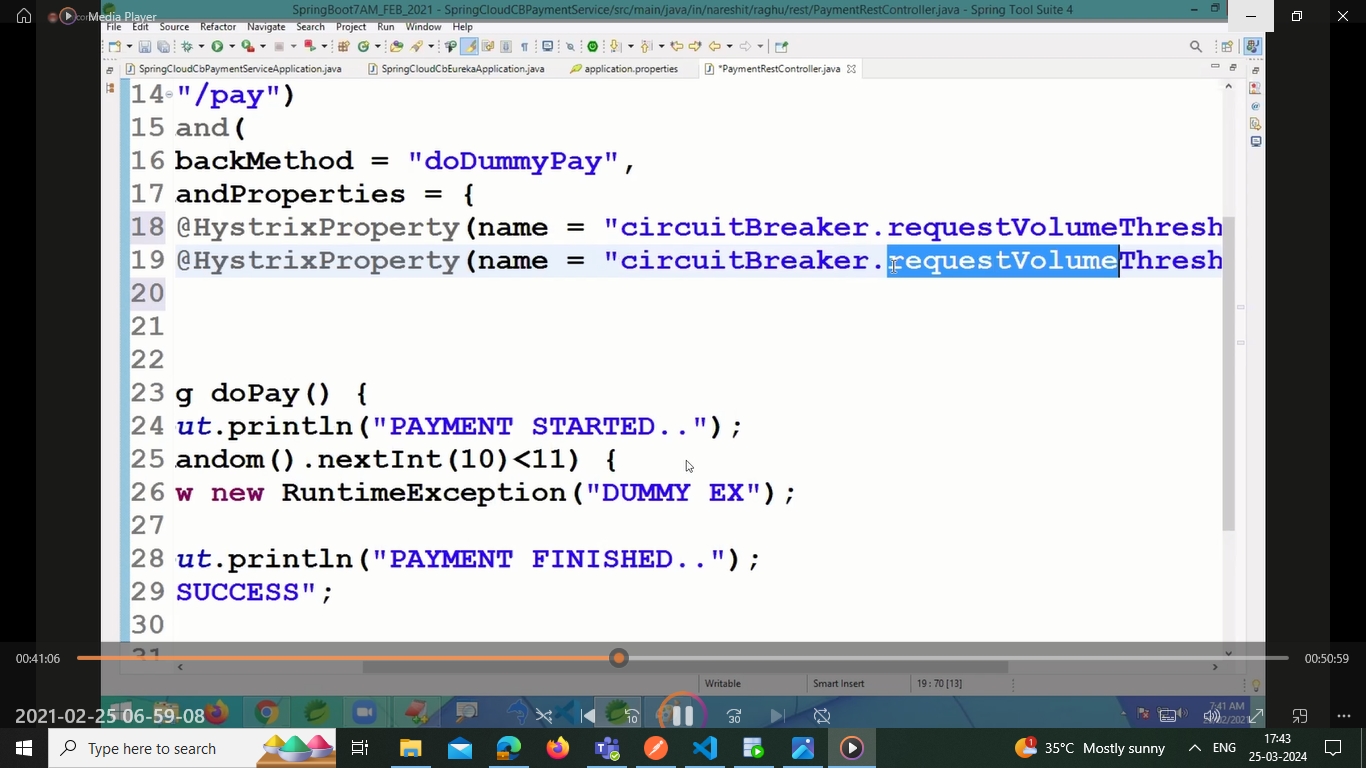 SpringBoot7AM_FEB_2021 - SpringCloudCBPaymentService/src/main/java/in/nareshit/raghu/rest/PaymentRestController.java - Spring Tool Suite 4
Media Player
File Edit Source Refactor Navigate Search Project Run Window Help
SpringCloudCbPaymentServiceApplication.java SpringCloudCbEurekaApplication.java application.properties *PaymentRestController.java
14 "/pay")
15 and(
16 backMethod = "doDummyPay",
17 andProperties = {
18 @HystrixProperty(name = "circuitBreaker.requestVolumeThresh
19 @HystrixProperty(name = "circuitBreaker.requestVolumeThresh
20
21
22
23 g doPay() {
24 ut.println("PAYMENT STARTED..");
25 andom().nextInt(10)<11) {
26 w new RuntimeException("DUMMY EX");
27
28 ut.println("PAYMENT FINISHED..");
29 SUCCESS";
30
31
00:41:06 00:50:59
Writable Smart Insert 19 : 70 [13]
2021-02-25 06-59-08 10 30 7:41 AM
Type here to search 1 35°C Mostly sunny ENG 17:43
25-03-2024